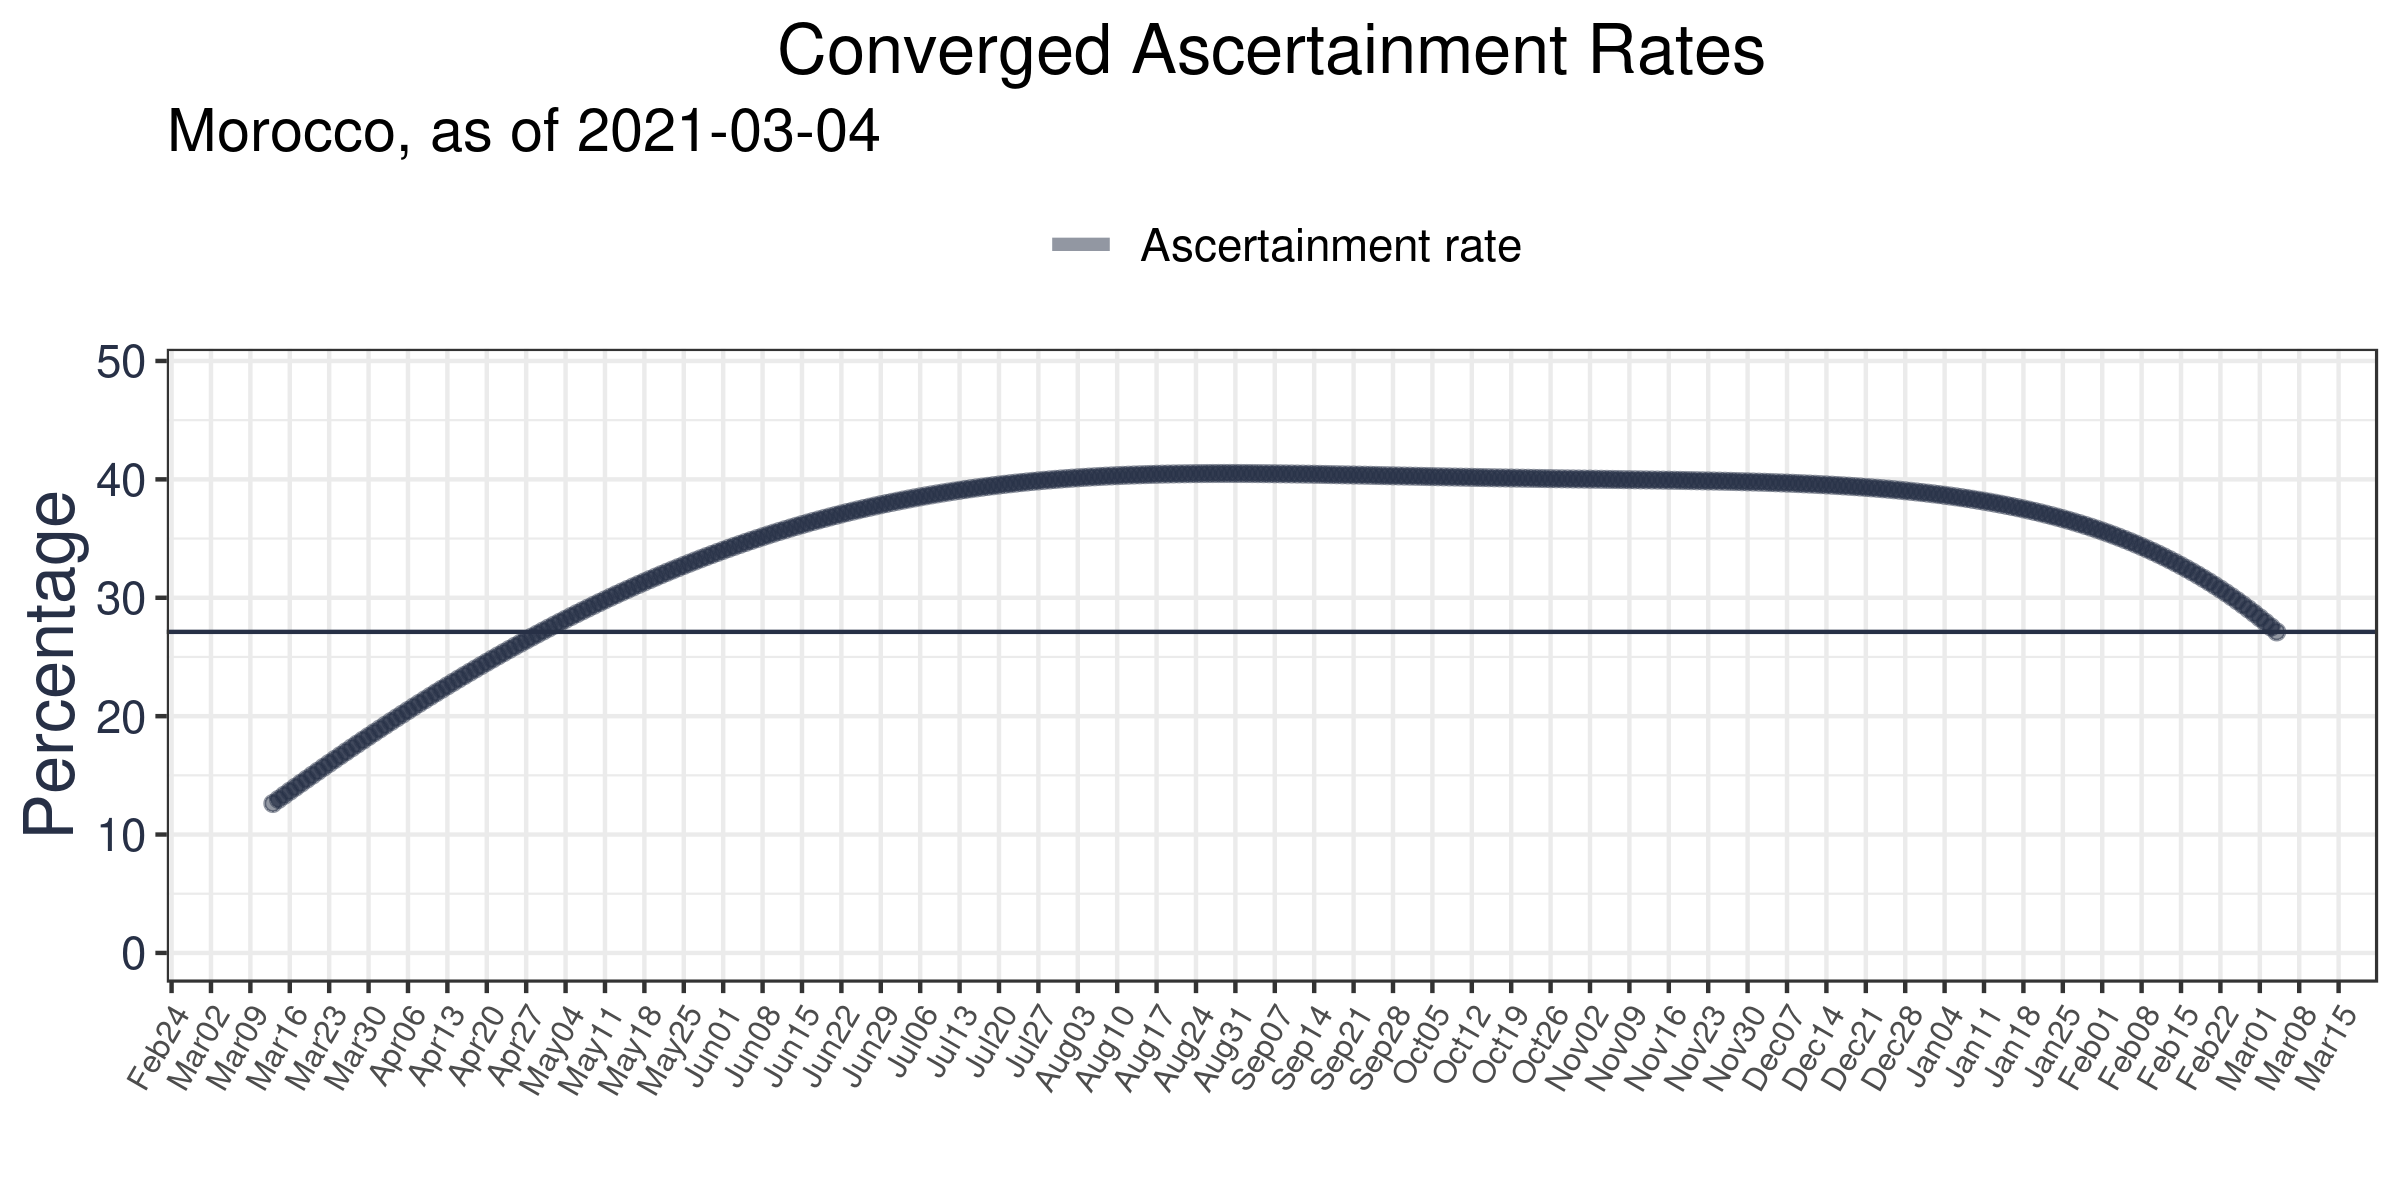 Converged Ascertainment Rates
Morocco, as of 2021-03-04
Ascertainment rate
Percentage
50
40
30
20
10
0
Feb24 Mar02 Mar09 Mar16 Mar23 Mar30 Apr06 Apr13 Apr20 Apr27 May04 May11 May18 May25 Jun01 Jun08 Jun15 Jun22 Jun29 Jul06 Jul13 Jul20 Jul27 Aug03 Aug10 Aug17 Aug24 Aug31 Sep07 Sep14 Sep21 Sep28 Oct05 Oct12 Oct19 Oct26 Nov02 Nov09 Nov16 Nov23 Nov30 Dec07 Dec14 Dec21 Dec28 Jan04 Jan11 Jan18 Jan25 Feb01 Feb08 Feb15 Feb22 Mar01 Mar08 Mar15